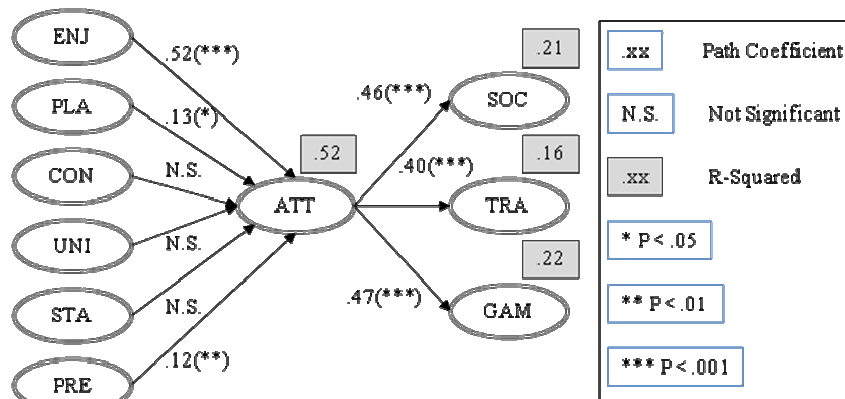 ENJ
.52(***)
PLA
.13(*)
CON
N.S.
UNI
N.S.
STA
N.S.
PRE
.12(**)
.52
ATT
.46(***)
.21
SOC
.40(***)
.16
TRA
.47(***)
.22
GAM
.xx Path Coefficient
N.S. Not Significant
.xx R-Squared
* P< .05
** P< .01
*** P< .001